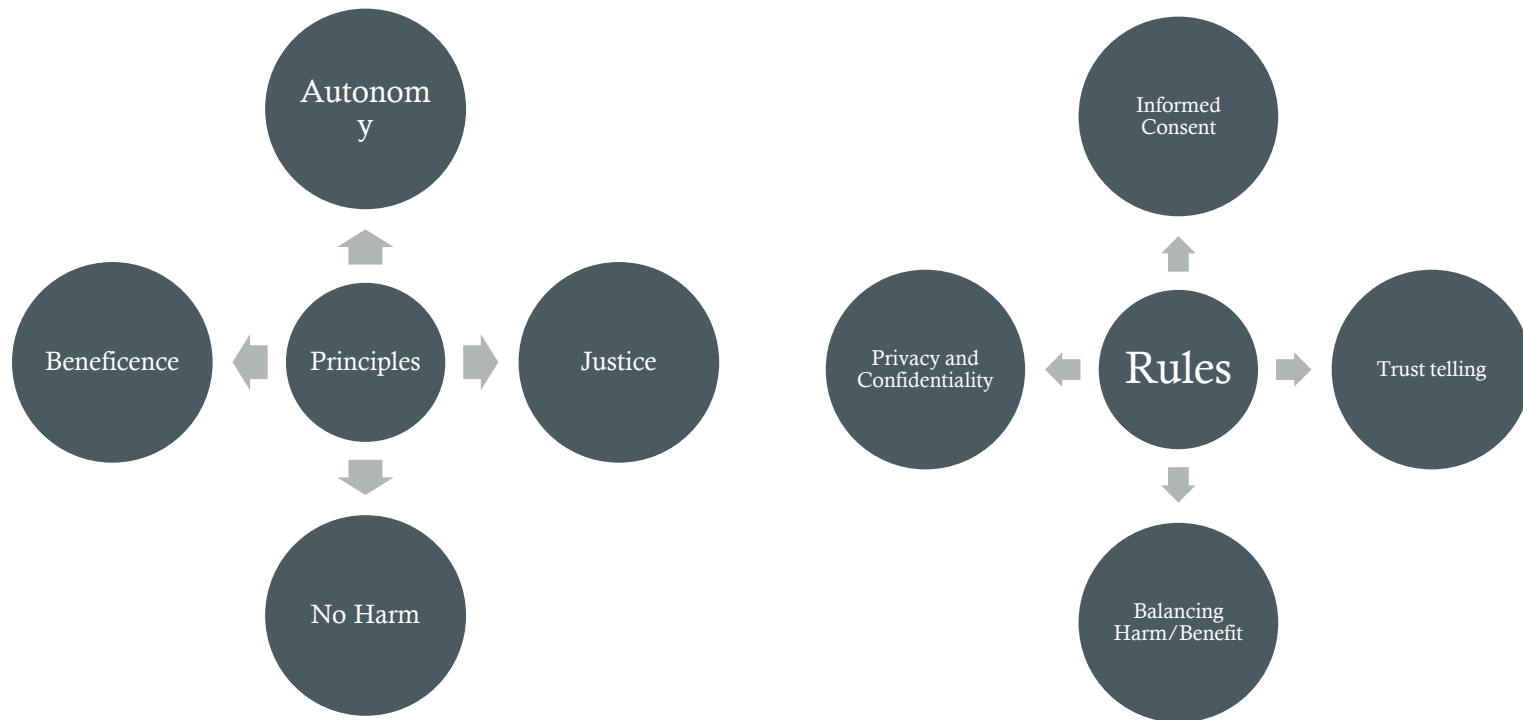 Autonom
y
Beneficence
Principles
Justice
No Harm
Informed
Consent
Privacy and
Confidentiality
Rules
Trust telling
Balancing
Harm/Benefit